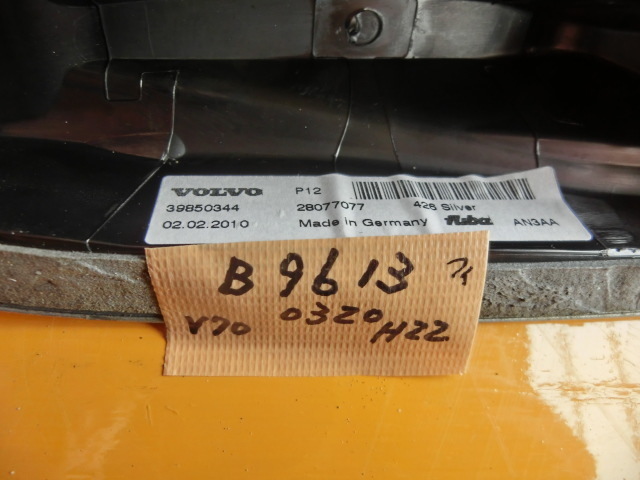 VOLVO P12
39850344 28077077 426 Silver
02.02.2010 Made in Germany fuba AN3AA
B 9613
V70 0320 H22